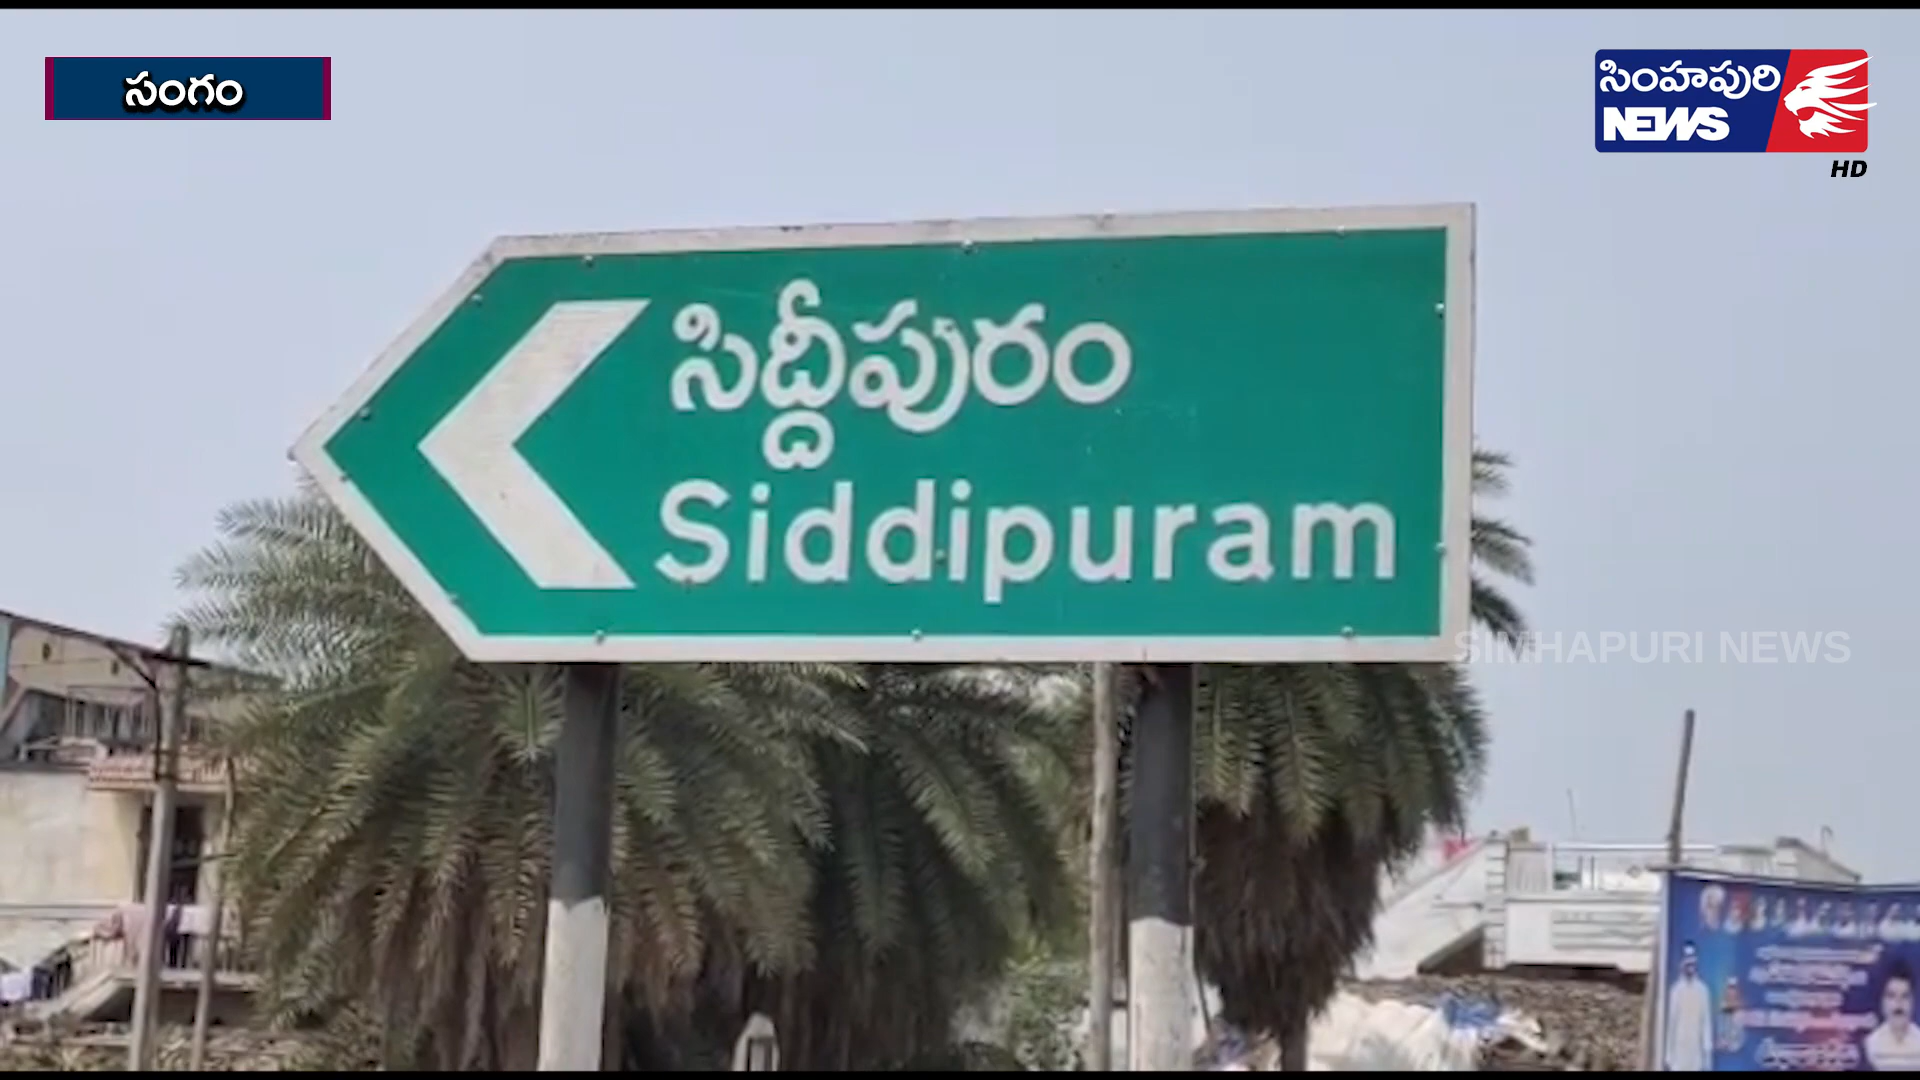 సంగం
సింహపురి
NEWS
HD
సిద్దీపురం
Siddipuram
SIMHAPURI NEWS